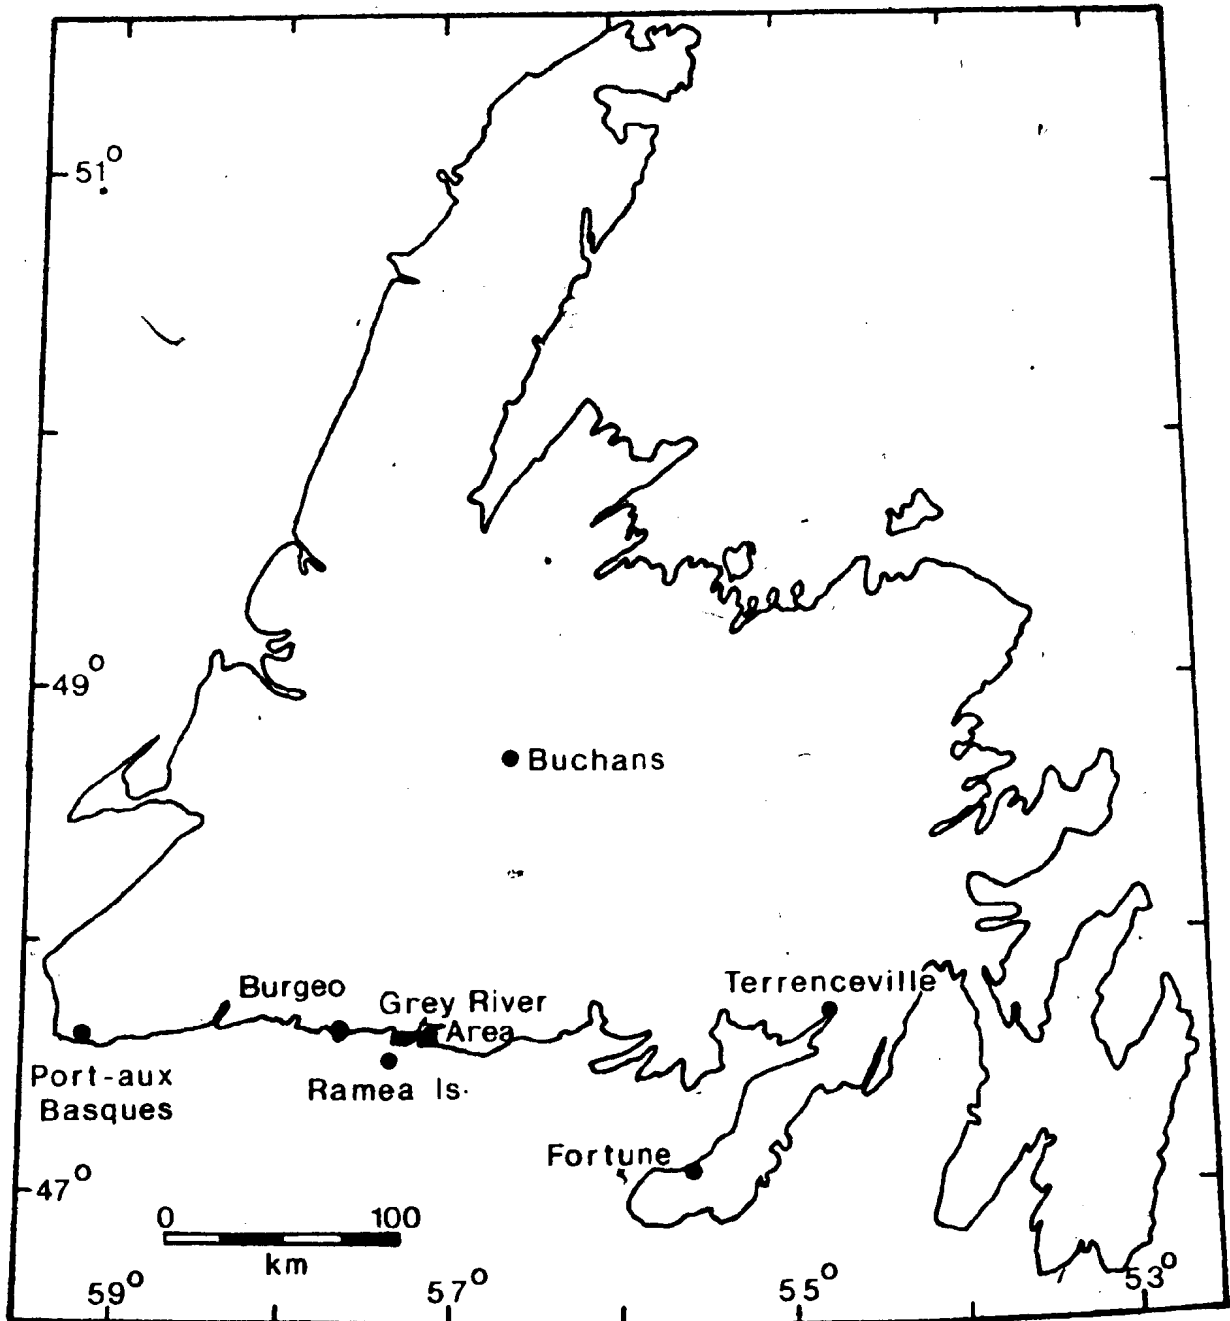 51°
49°
Buchans
Terrenceville
Burgeo
Grey River
Area
Port-aux
Basques
Ramea Is.
Fortune
47°
0 100
km
59° 57° 55° 53°